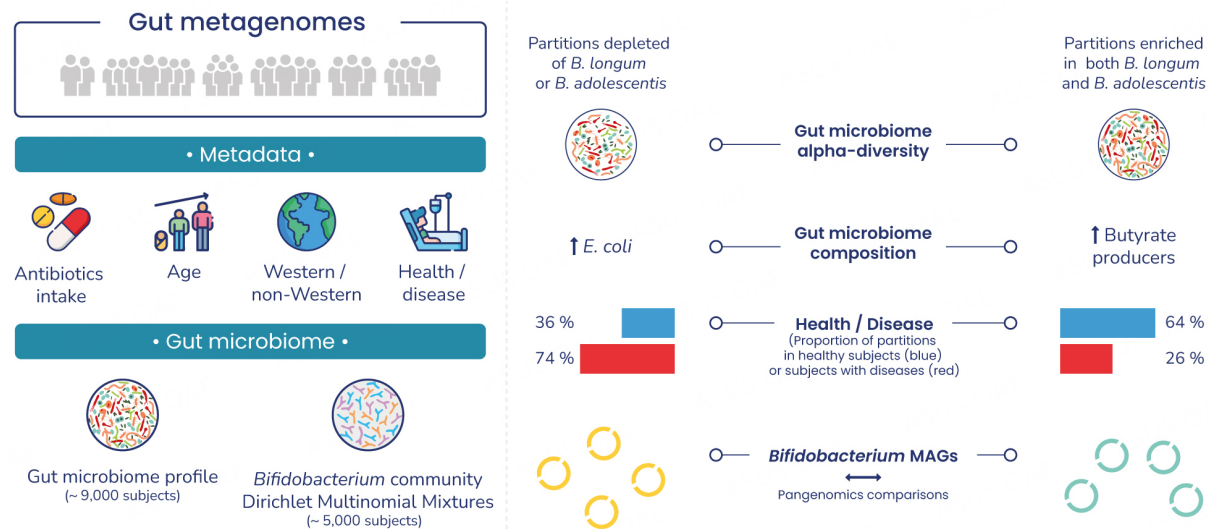 Gut metagenomes
• Metadata •
Antibiotics
intake
Age
Western /
non-Western
Health /
disease
• Gut microbiome •
Gut microbiome profile
(~ 9,000 subjects)
Bifidobacterium community
Dirichlet Multinomial Mixtures
(~ 5,000 subjects)
Partitions depleted
of B. longum
or B. adolescentis
Partitions enriched
in both B. longum
and B. adolescentis
Gut microbiome
alpha-diversity
↑ E. coli
Gut microbiome
composition
↑ Butyrate
producers
36 %
74 %
Health / Disease
(Proportion of partitions
in healthy subjects (blue)
or subjects with diseases (red)
64 %
26 %
Bifidobacterium MAGs
Pangenomics comparisons